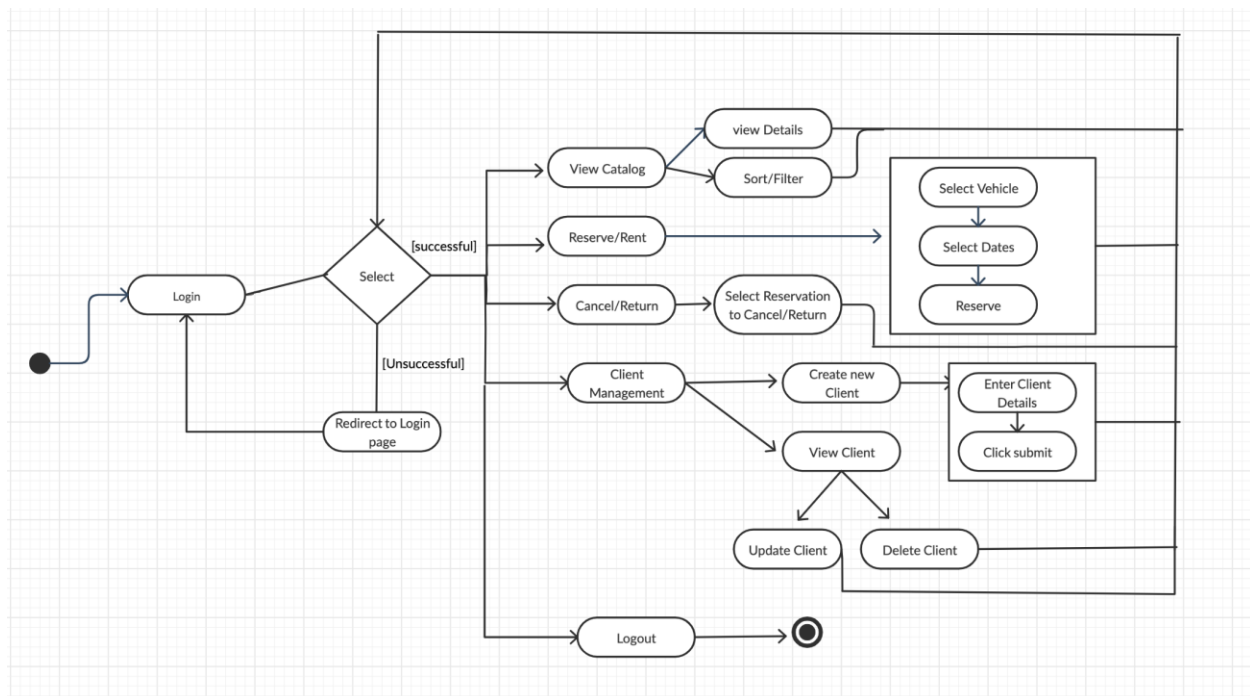 view Details
View Catalog
Sort/Filter
Select Vehicle
Reserve/Rent
[successful]
Select Dates
Select
Login
Cancel/Return
Select Reservation
to Cancel/Return
Reserve
[Unsuccessful]
Client
Management
Create new
Client
Enter Client
Details
Redirect to Login
page
View Client
Click submit
Update Client
Delete Client
Logout